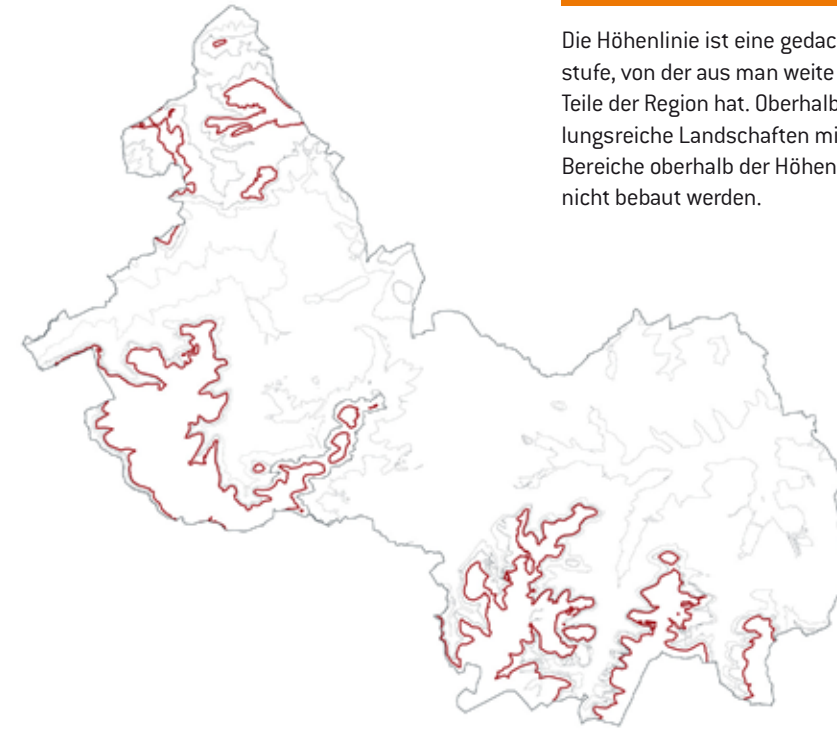 Die Höhenlinie ist eine gedac
stufe, von der aus man weite
Teile der Region hat. Oberhalb
lungsreiche Landschaften mi
Bereiche oberhalb der Höhen
nicht bebaut werden.